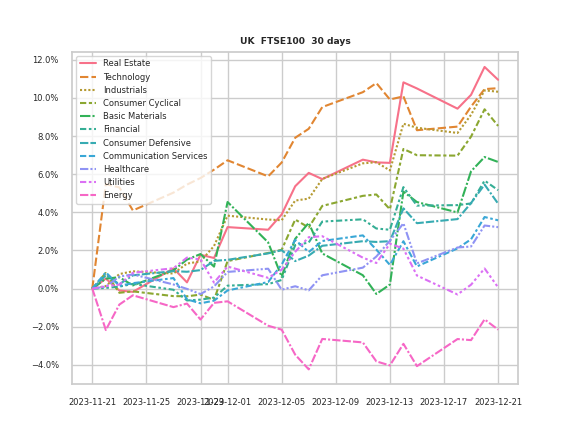 UK FTSE100 30 days
12.0%
10.0%
8.0%
6.0%
4.0%
2.0%
0.0%
−2.0%
−4.0%
Real Estate
Technology
Industrials
Consumer Cyclical
Basic Materials
Financial
Consumer Defensive
Communication Services
Healthcare
Utilities
Energy
2023-11-21 2023-11-25 2023-11-29 2023-12-01 2023-12-05 2023-12-09 2023-12-13 2023-12-17 2023-12-21